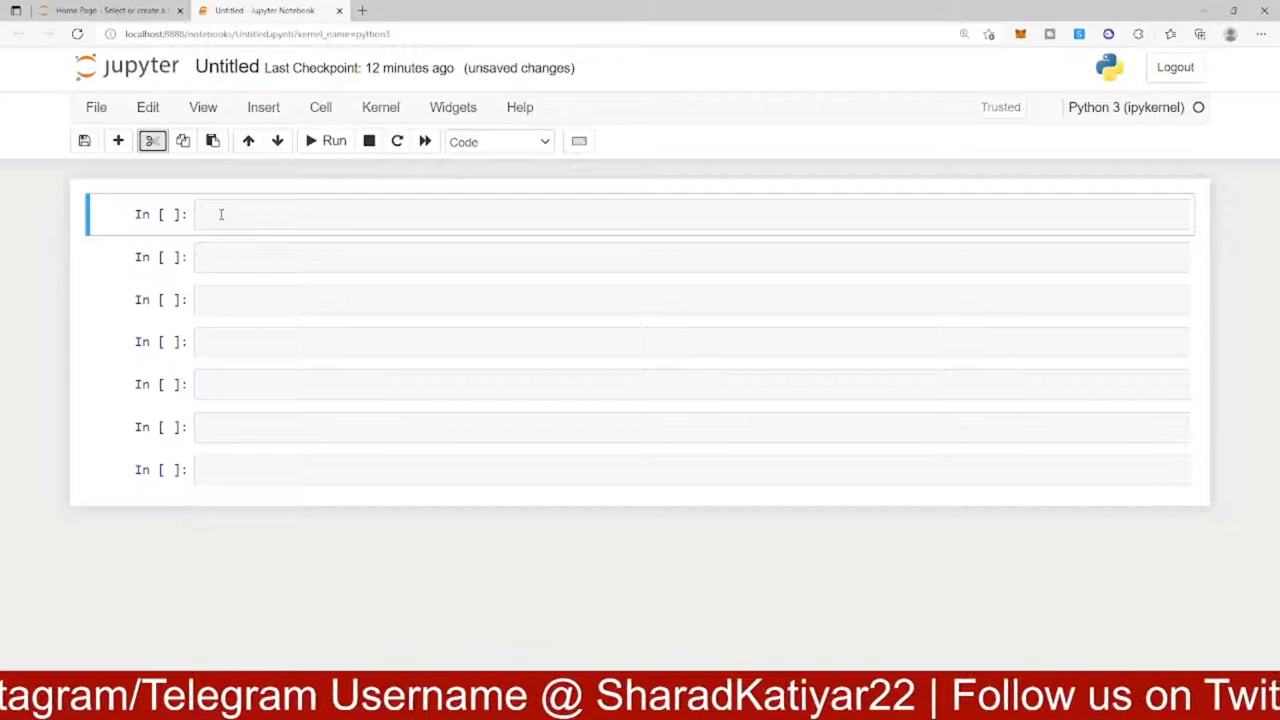 Home Page - Select or create a
Untitled - Jupyter Notebook
localhost:8888/notebooks/Untitled.ipynb?kernel_name=python3
jupyter Untitled Last Checkpoint: 12 minutes ago (unsaved changes)
Logout
File Edit View Insert Cell Kernel Widgets Help
Trusted
Python 3 (ipykernel)
Run
Code
In [ ]:
In [ ]:
In [ ]:
In [ ]:
In [ ]:
In [ ]:
In [ ]:
tagram/Telegram Username @ SharadKatiyar22 | Follow us on Twit